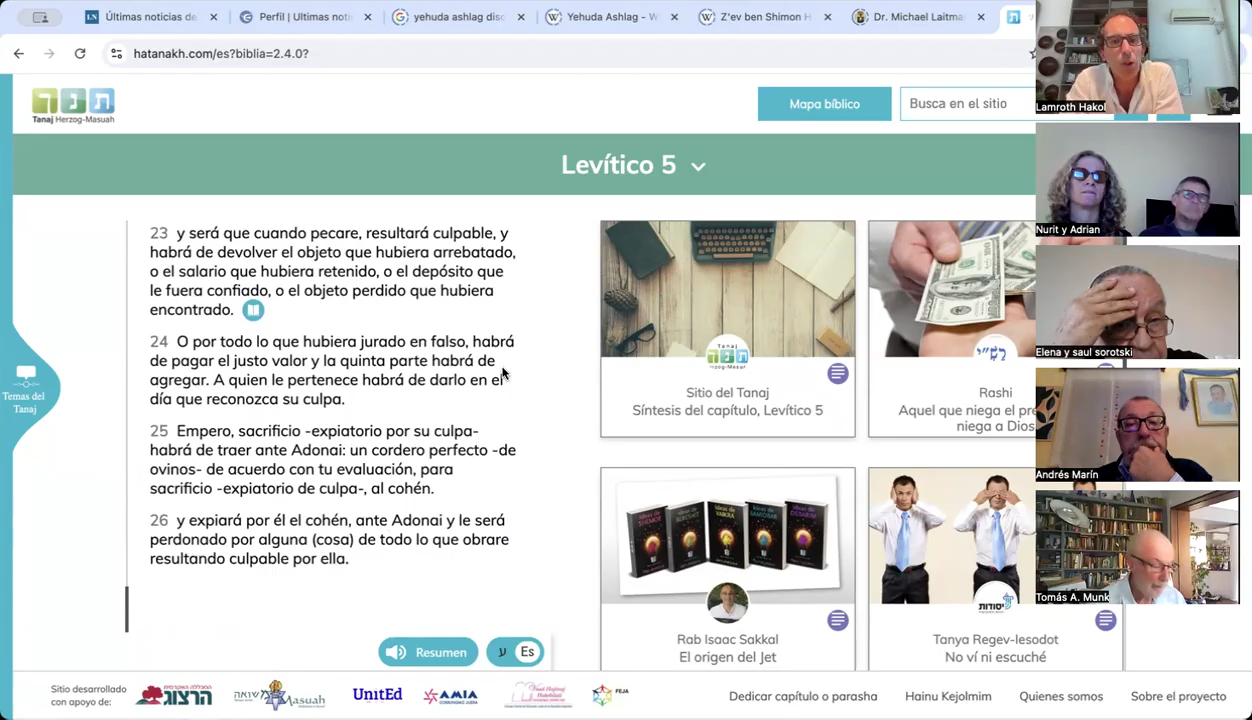 Últimas noticias de
Perfil | Ultimas noti
yehuda ashlag disc
Yehuda Ashlag - W
Z'ev ben Shimon H
Dr. Michael Laitma
hatanakh.com/es?biblia=2.4.0?
תנך
Tanaj Herzog-Masuah
Mapa bíblico
Busca en el sitio
Levítico 5
23 y será que cuando pecare, resultará culpable, y
habrá de devolver el objeto que hubiera arrebatado,
o el salario que hubiera retenido, o el depósito que
le fuera confiado, o el objeto perdido que hubiera
encontrado.
24 O por todo lo que hubiera jurado en falso, habrá
de pagar el justo valor y la quinta parte habrá de
agregar. A quien le pertenece habrá de darlo en el
día que reconozca su culpa.
25 Empero, sacrificio -expiatorio por su culpa-
habrá de traer ante Adonai: un cordero perfecto -de
ovinos- de acuerdo con tu evaluación, para
sacrificio -expiatorio de culpa-, al cohén.
26 y expiará por él el cohén, ante Adonai y le será
perdonado por alguna (cosa) de todo lo que obrare
resultando culpable por ella.
Temas del
Tanaj
Resumen
ע Es
Sitio del Tanaj
Síntesis del capítulo, Levítico 5
רש״י
Rashi
Aquel que niega el pre
niega a Dios
Rab Isaac Sakkal
El origen del Jet
יסודות
Tanya Regev-Iesodot
No ví ni escuché
Lamroth Hakol
Nurit y Adrian
Elena y saul sorotski
Andrés Marín
Tomás A. Munk
Sitio desarrollado
con apoyo de:
הרצוג
Masuah
UnitEd
AMIA
FEJA
Dedicar capítulo o parasha
Hainu Kejolmim
Quienes somos
Sobre el proyecto